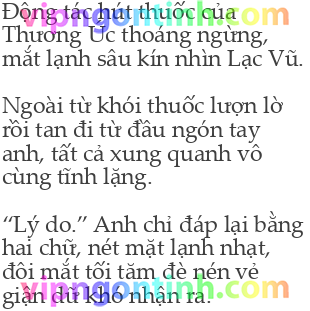 Động tác hút thuốc của
vipngontinh.com
Thương Úc thoáng ngừng,
mắt lạnh sâu kín nhìn Lạc Vũ.
Ngoài từ khói thuốc lượn lờ
rồi tan đi từ đầu ngón tay
anh, tất cả xung quanh vô
cùng tĩnh lặng.
“Lý do.” Anh chỉ đáp lại bằng
hai chữ, nét mặt lạnh nhạt,
đôi mắt tối tăm đè nén vẻ
giận dữ khó nhận ra.
vipngontinh.com